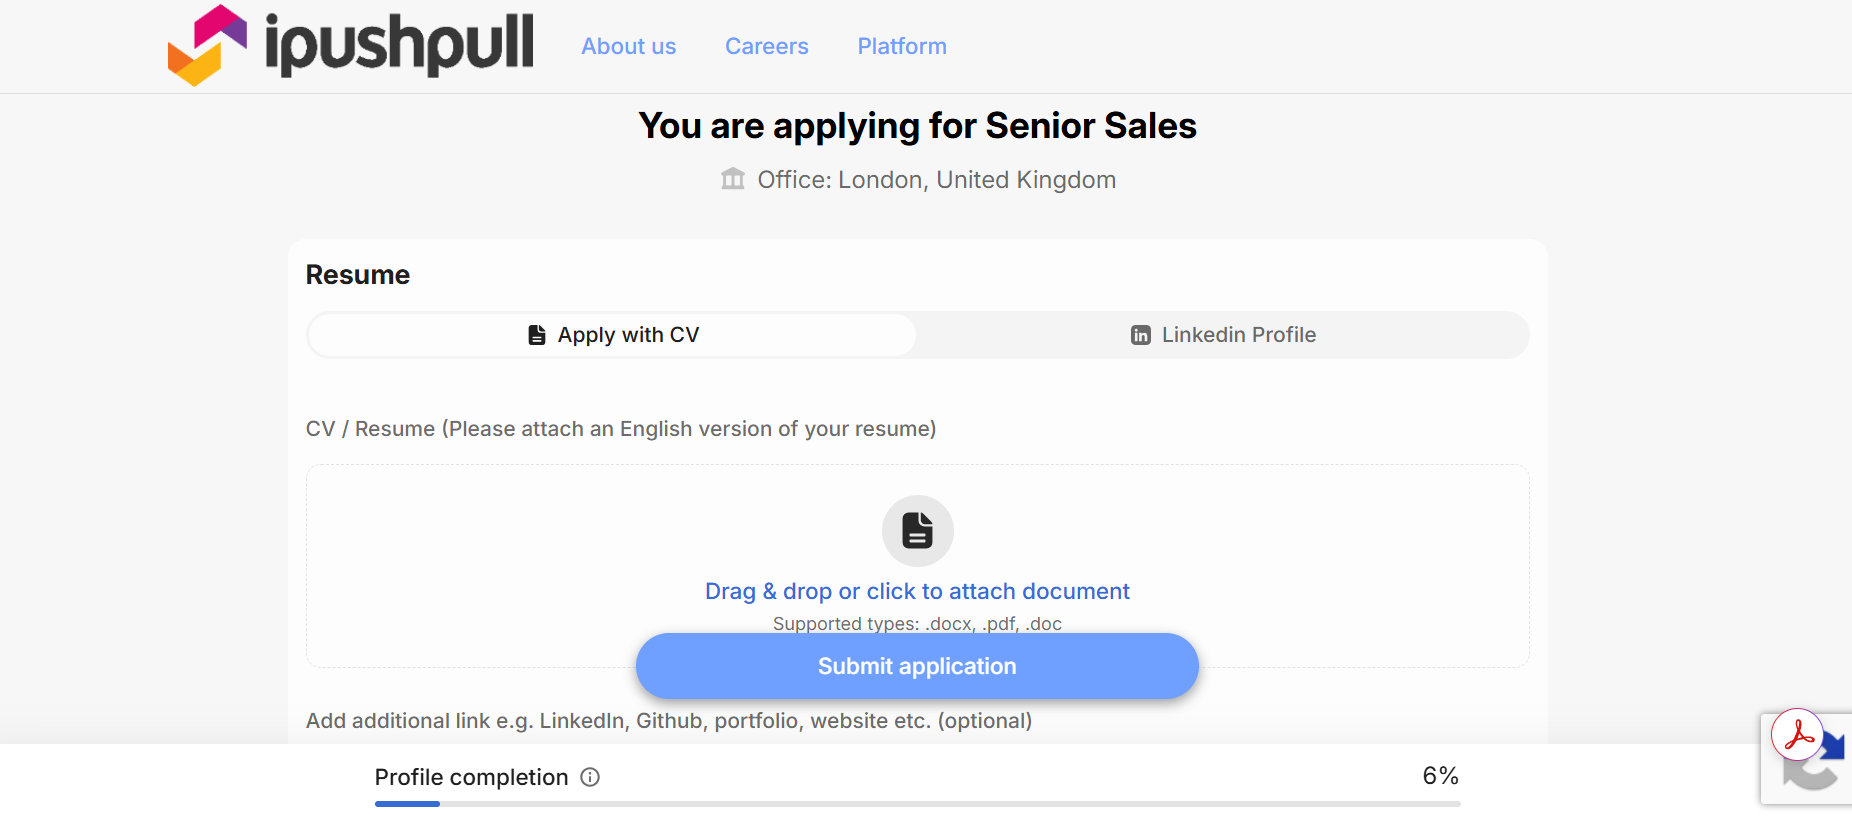 ipushpull
About us Careers Platform
You are applying for Senior Sales
Office: London, United Kingdom
Resume
Apply with CV
Linkedin Profile
CV / Resume (Please attach an English version of your resume)
Drag & drop or click to attach document
Supported types: .docx, .pdf, .doc
Submit application
Add additional link e.g. LinkedIn, Github, portfolio, website etc. (optional)
Profile completion 6%